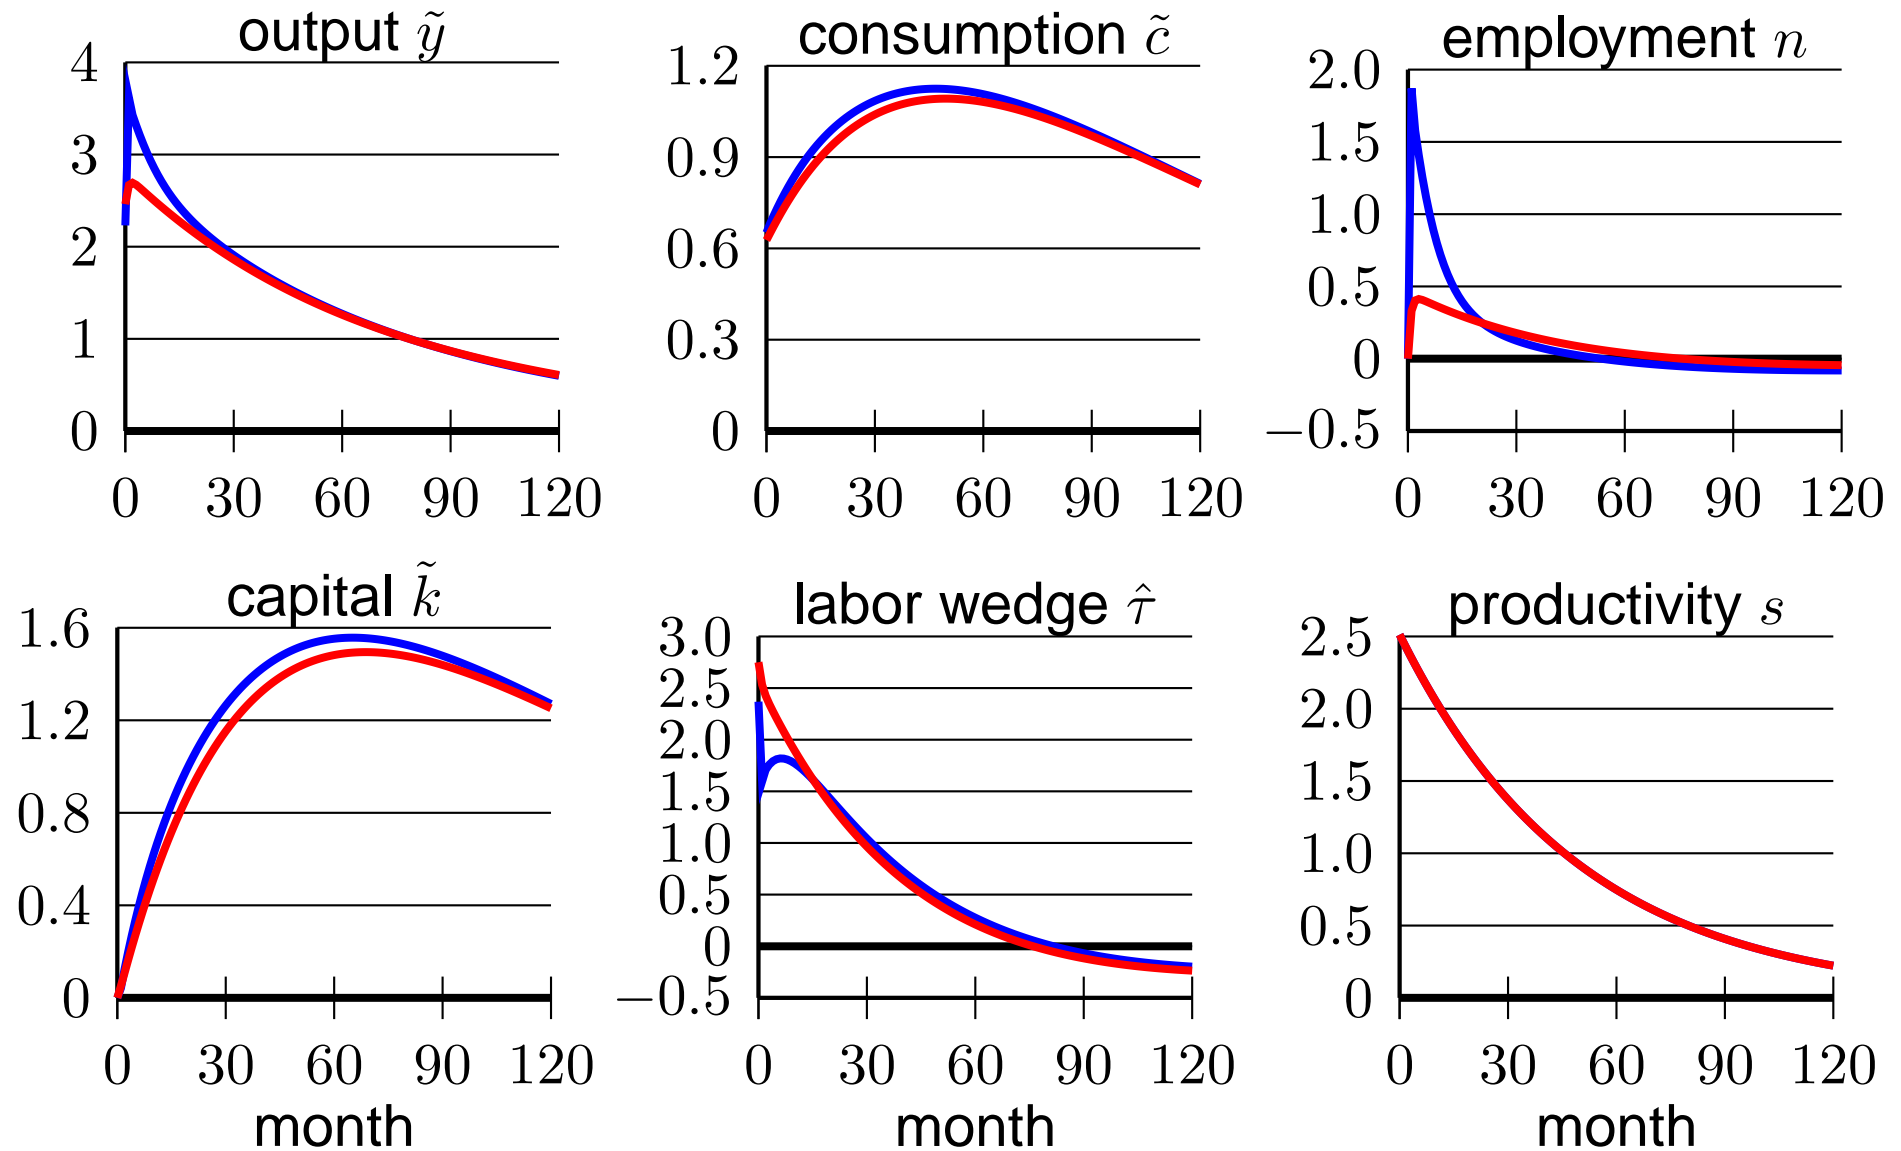 output ỹ
4
3
2
1
0
0 30 60 90 120
consumption c̃
1.2
0.9
0.6
0.3
0
0 30 60 90 120
employment n
2.0
1.5
1.0
0.5
0
−0.5
0 30 60 90 120
capital k̃
1.6
1.2
0.8
0.4
0
0 30 60 90 120
month
labor wedge τ̂
3.0
2.5
2.0
1.5
1.0
0.5
0
−0.5
0 30 60 90 120
month
productivity s
2.5
2.0
1.5
1.0
0.5
0
0 30 60 90 120
month